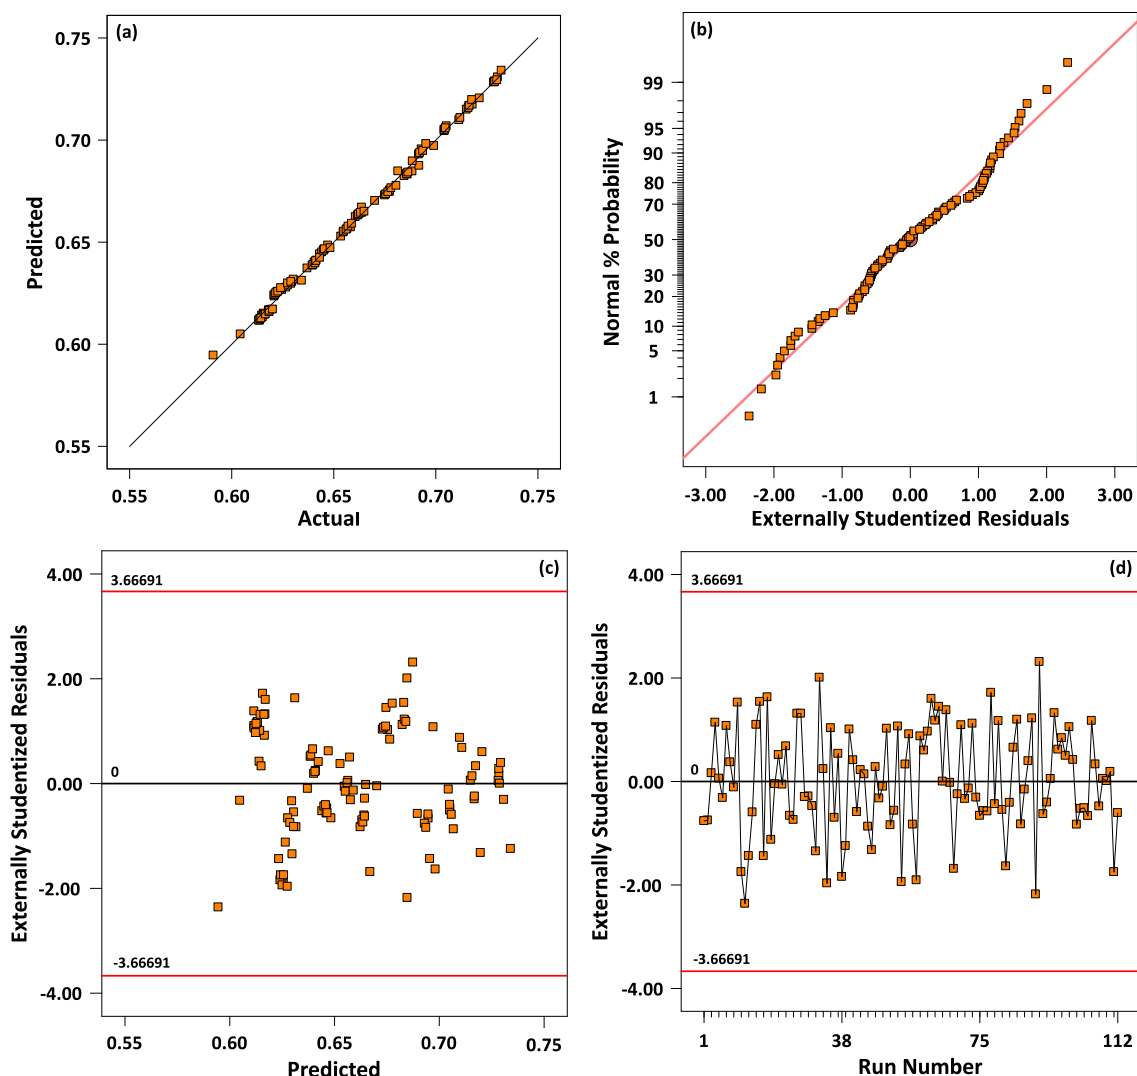 (a)
0.75
0.70
0.65
0.60
0.55
Predicted
0.55 0.60 0.65 0.70 0.75
Actual
(b)
99
95
90
80
70
50
30
20
10
5
1
Normal % Probability
-3.00 -2.00 -1.00 0.00 1.00 2.00 3.00
Externally Studentized Residuals
(c)
4.00
3.66691
2.00
0
0.00
-2.00
-3.66691
-4.00
Externally Studentized Residuals
0.55 0.60 0.65 0.70 0.75
Predicted
(d)
4.00
3.66691
2.00
0
0.00
-2.00
-3.66691
-4.00
Externally Studentized Residuals
1 38 75 112
Run Number